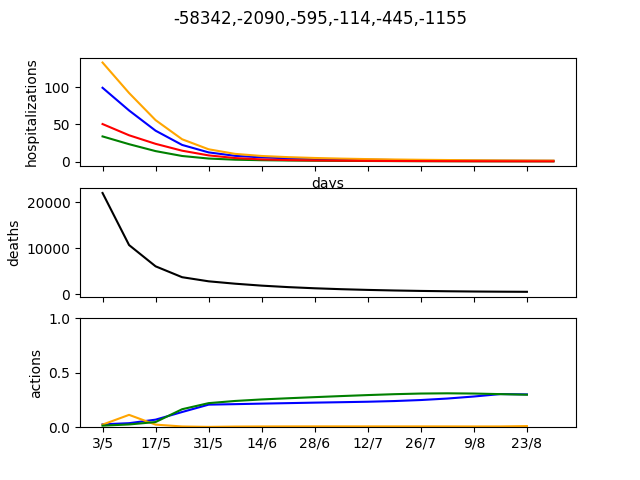 -58342,-2090,-595,-114,-445,-1155
hospitalizations
100
50
0
days
deaths
20000
10000
0
actions
1.0
0.5
0.0
3/5 17/5 31/5 14/6 28/6 12/7 26/7 9/8 23/8